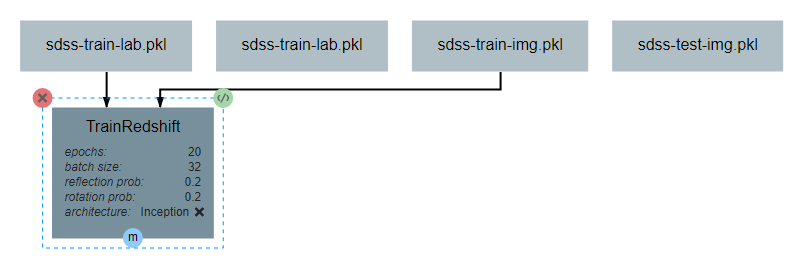 sdss-train-lab.pkl sdss-train-lab.pkl sdss-train-img.pkl sdss-test-img.pkl
</>
TrainRedshift
epochs: 20
batch size: 32
reflection prob: 0.2
rotation prob: 0.2
architecture: Inception
m